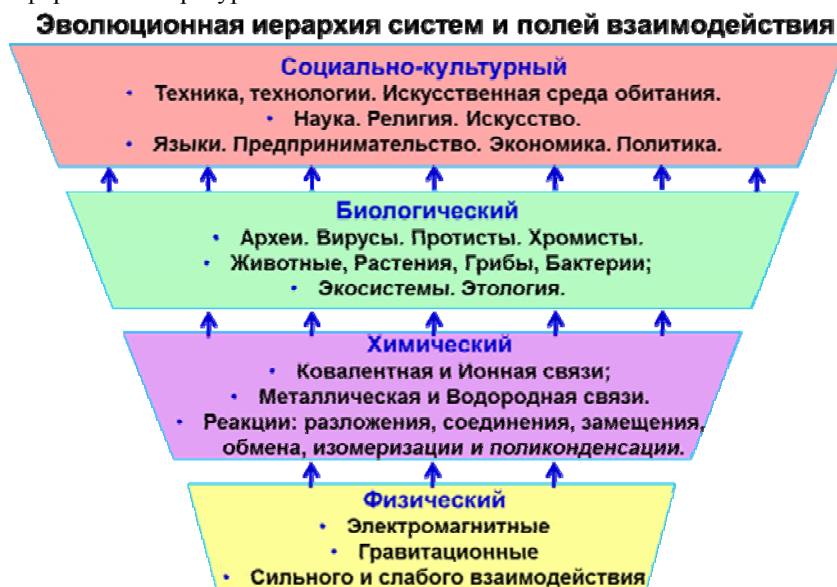 Эволюционная иерархия систем и полей взаимодействия
Социально-культурный
• Техника, технологии. Искусственная среда обитания.
• Наука. Религия. Искусство.
• Языки. Предпринимательство. Экономика. Политика.
Биологический
• Археи. Вирусы. Протисты. Хромисты.
• Животные, Растения, Грибы, Бактерии;
• Экосистемы. Этология.
Химический
• Ковалентная и Ионная связи;
• Металлическая и Водородная связи.
• Реакции: разложения, соединения, замещения,
обмена, изомеризации и поликонденсации.
Физический
• Электромагнитные
• Гравитационные
• Сильного и слабого взаимодействия